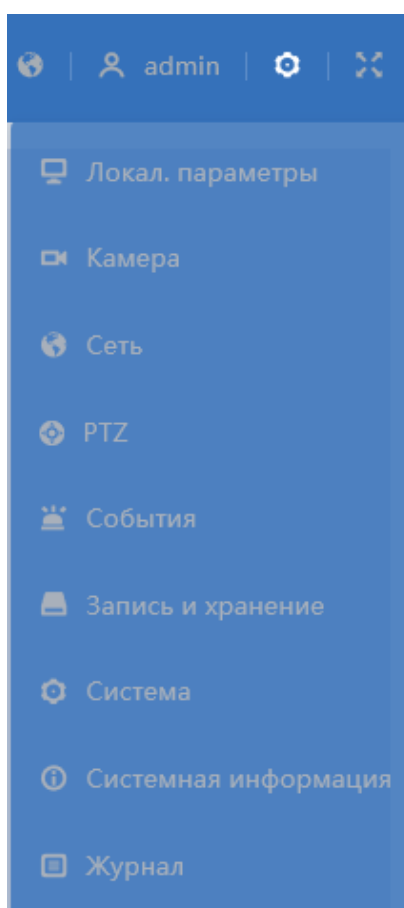 admin
Локал. параметры
Камера
Сеть
PTZ
События
Запись и хранение
Система
Системная информация
Журнал